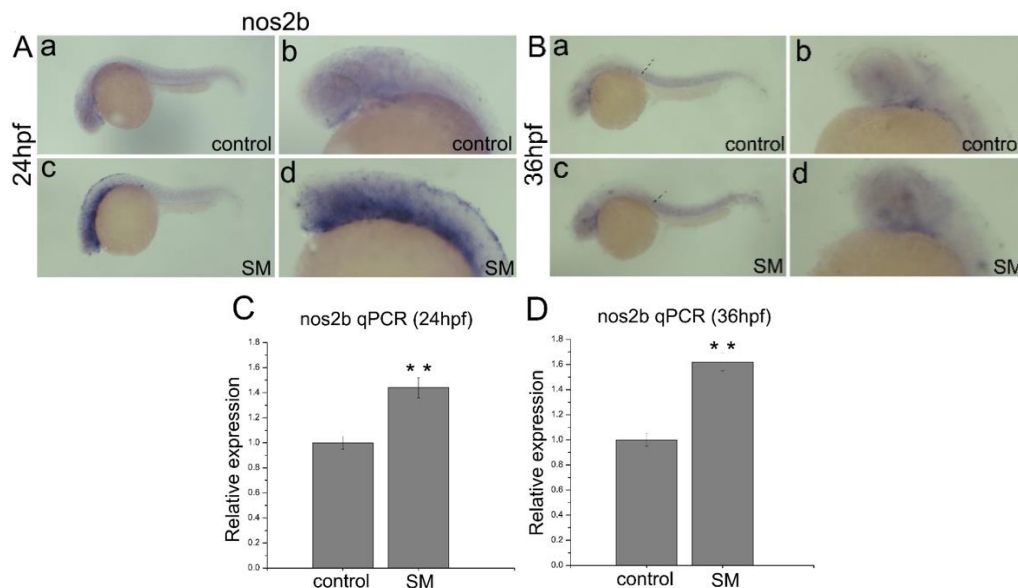 nos2b
A
a
b
B
a
b
24hpf
control
control
36hpf
control
control
c
d
c
d
SM
SM
SM
SM
C
nos2b qPCR (24hpf)
D
nos2b qPCR (36hpf)
Relative expression
1.8
1.6
1.4
1.2
1.0
0.8
0.6
0.4
0.2
0.0
* *
control
SM
Relative expression
1.8
1.6
1.4
1.2
1.0
0.8
0.6
0.4
0.2
0.0
* *
control
SM